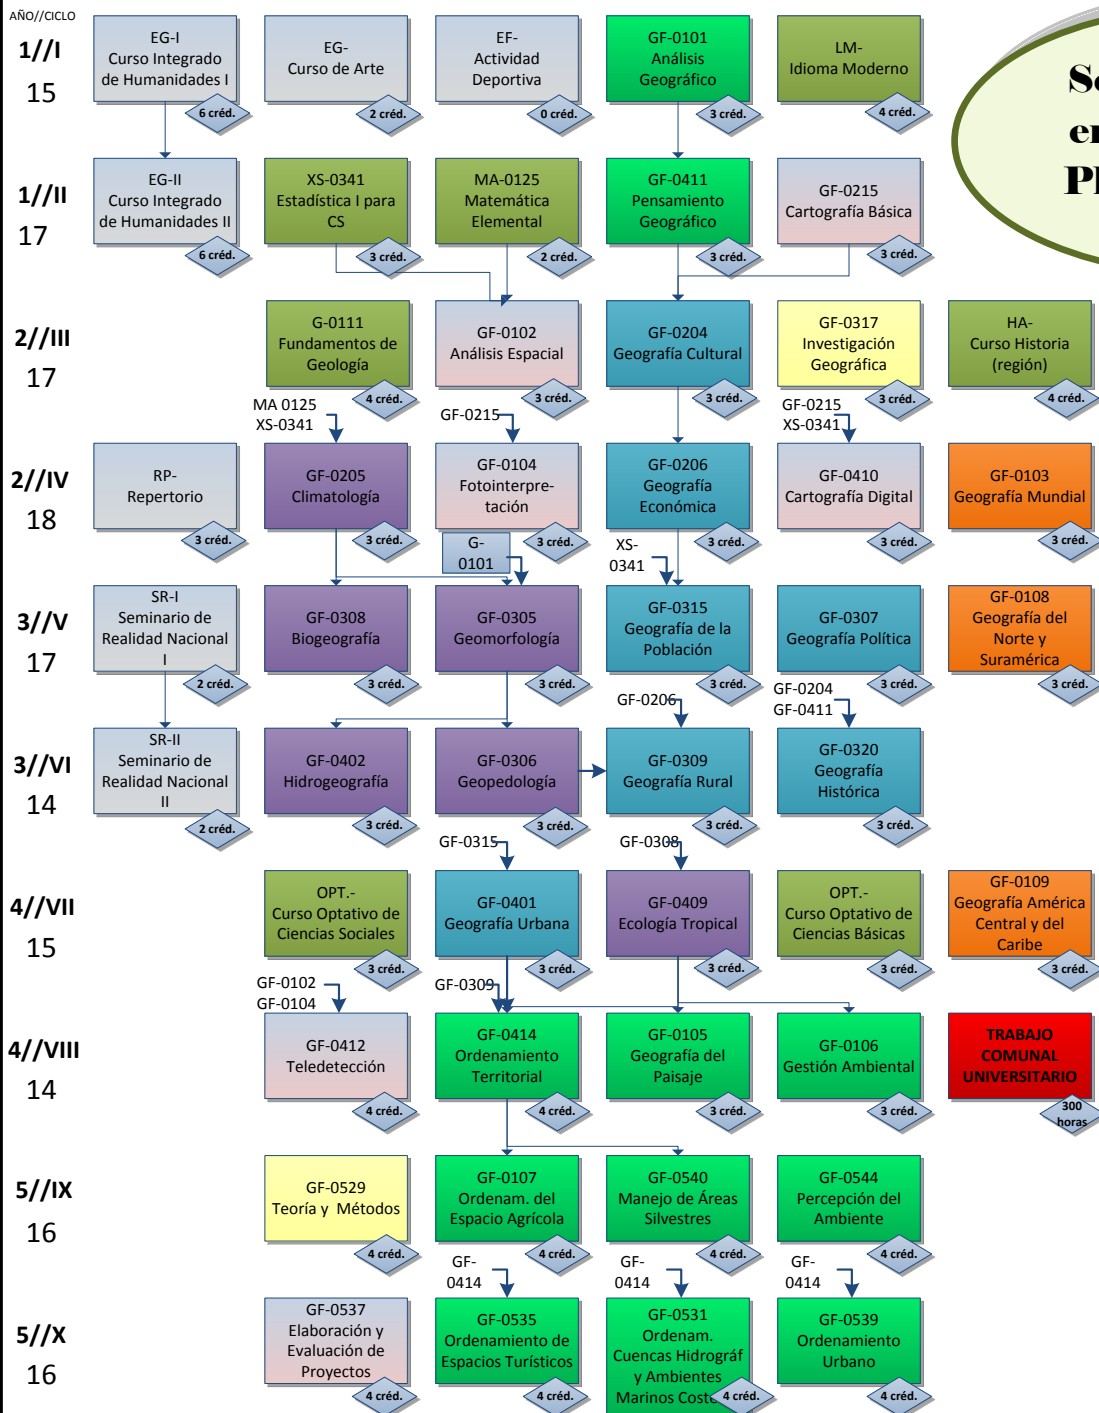 AÑO//CICLO
1//I
15
EG-I
Curso Integrado
de Humanidades I
6 créd.
EG-
Curso de Arte
2 créd.
EF-
Actividad
Deportiva
0 créd.
GF-0101
Análisis
Geográfico
3 créd.
LM-
Idioma Moderno
4 créd.
1//II
17
EG-II
Curso Integrado
de Humanidades II
6 créd.
XS-0341
Estadística I para
CS
3 créd.
MA-0125
Matemática
Elemental
2 créd.
GF-0411
Pensamiento
Geográfico
3 créd.
GF-0215
Cartografía Básica
3 créd.
2//III
17
G-0111
Fundamentos de
Geología
4 créd.
GF-0102
Análisis Espacial
3 créd.
GF-0204
Geografía Cultural
3 créd.
GF-0317
Investigación
Geográfica
3 créd.
HA-
Curso Historia
(región)
4 créd.
MA 0125
XS-0341
GF-0215
GF-0215
XS-0341
2//IV
18
RP-
Repertorio
3 créd.
GF-0205
Climatología
3 créd.
GF-0104
Fotointerpre-
tación
3 créd.
GF-0206
Geografía
Económica
3 créd.
GF-0410
Cartografía Digital
3 créd.
GF-0103
Geografía Mundial
3 créd.
G-
0101
XS-
0341
3//V
17
SR-I
Seminario de
Realidad Nacional
I
2 créd.
GF-0308
Biogeografía
3 créd.
GF-0305
Geomorfología
3 créd.
GF-0315
Geografía de la
Población
3 créd.
GF-0307
Geografía Política
3 créd.
GF-0108
Geografía del
Norte y
Suramérica
3 créd.
GF-0206
GF-0204
GF-0411
3//VI
14
SR-II
Seminario de
Realidad Nacional
II
2 créd.
GF-0402
Hidrogeografía
3 créd.
GF-0306
Geopedología
3 créd.
GF-0309
Geografía Rural
3 créd.
GF-0320
Geografía
Histórica
3 créd.
GF-0315
GF-0308
4//VII
15
OPT.-
Curso Optativo de
Ciencias Sociales
3 créd.
GF-0401
Geografía Urbana
3 créd.
GF-0409
Ecología Tropical
3 créd.
OPT.-
Curso Optativo de
Ciencias Básicas
3 créd.
GF-0109
Geografía América
Central y del
Caribe
3 créd.
GF-0102
GF-0104
GF-0309
4//VIII
14
GF-0412
Teledetección
4 créd.
GF-0414
Ordenamiento
Territorial
4 créd.
GF-0105
Geografía del
Paisaje
3 créd.
GF-0106
Gestión Ambiental
3 créd.
TRABAJO
COMUNAL
UNIVERSITARIO
300
horas
5//IX
16
GF-0529
Teoría y Métodos
4 créd.
GF-0107
Ordenam. del
Espacio Agrícola
4 créd.
GF-0540
Manejo de Áreas
Silvestres
4 créd.
GF-0544
Percepción del
Ambiente
4 créd.
GF-
0414
GF-
0414
GF-
0414
5//X
16
GF-0537
Elaboración y
Evaluación de
Proyectos
4 créd.
GF-0535
Ordenamiento de
Espacios Turísticos
4 créd.
GF-0531
Ordenam.
Cuencas Hidrográf
y Ambientes
Marinos
4 créd.
GF-0539
Ordenamiento
Urbano
4 créd.